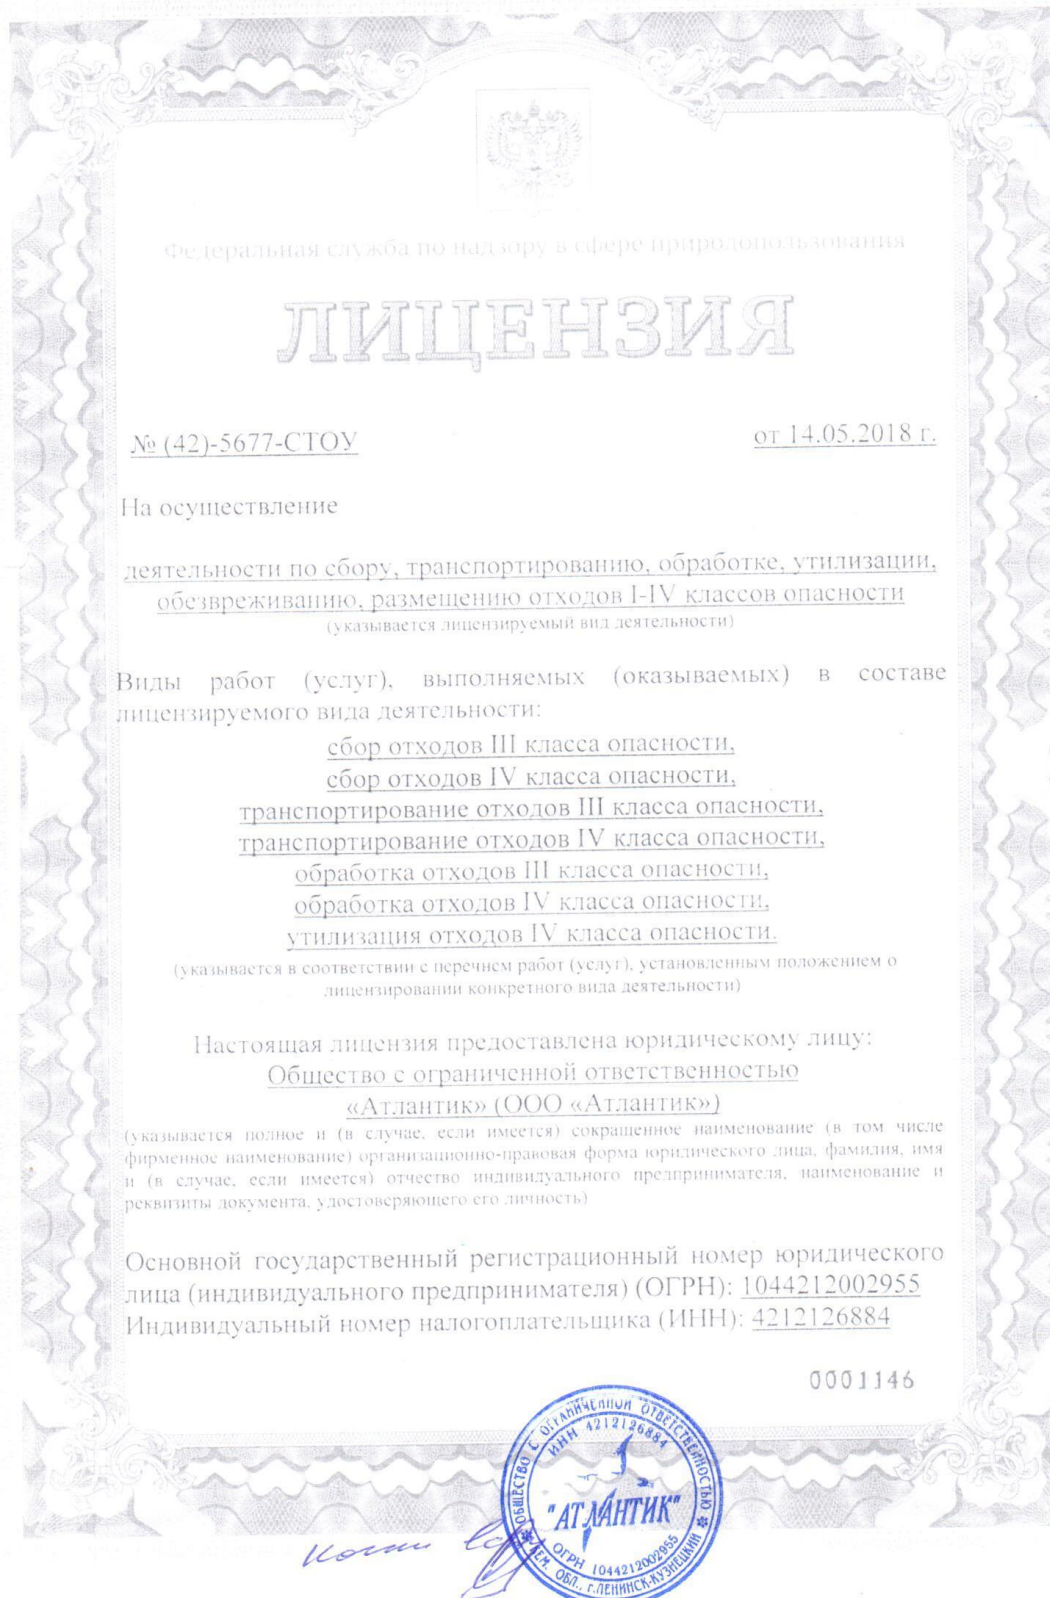 Федеральная служба по надзору в сфере природопользования
ЛИЦЕНЗИЯ
№ (42)-5677-СТОУ
от 14.05.2018 г.
На осуществление
деятельности по сбору, транспортированию, обработке, утилизации,
обезвреживанию, размещению отходов I-IV классов опасности
(указывается лицензируемый вид деятельности)
Виды работ (услуг), выполняемых (оказываемых) в составе
лицензируемого вида деятельности:
сбор отходов III класса опасности,
сбор отходов IV класса опасности,
транспортирование отходов III класса опасности,
транспортирование отходов IV класса опасности,
обработка отходов III класса опасности,
обработка отходов IV класса опасности,
утилизация отходов IV класса опасности.
(указывается в соответствии с перечнем работ (услуг), установленным положением о
лицензировании конкретного вида деятельности)
Настоящая лицензия предоставлена юридическому лицу:
Общество с ограниченной ответственностью
«Атлантик» (ООО «Атлантик»)
(указывается полное и (в случае, если имеется) сокращенное наименование (в том числе
фирменное наименование) организационно-правовая форма юридического лица, фамилия, имя
и (в случае, если имеется) отчество индивидуального предпринимателя, наименование и
реквизиты документа, удостоверяющего его личность)
Основной государственный регистрационный номер юридического
лица (индивидуального предпринимателя) (ОГРН): 1044212002955
Индивидуальный номер налогоплательщика (ИНН): 4212126884
0001146
ОБЩЕСТВО С ОГРАНИЧЕННОЙ ОТВЕТСТВЕННОСТЬЮ
ИНН 4212126884
"АТЛАНТИК"
ОГРН 1044212002955
КЕМ. ОБЛ., г.ЛЕНИНСК-КУЗНЕЦКИЙ